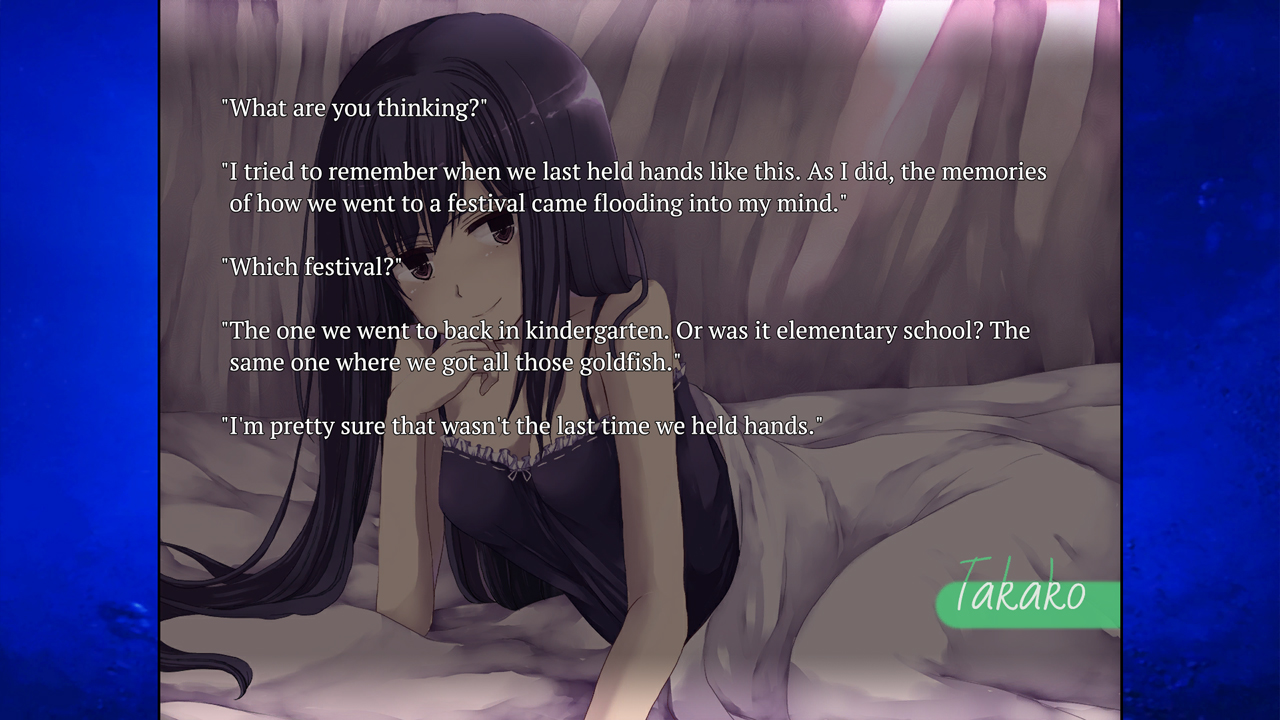 "What are you thinking?"
"I tried to remember when we last held hands like this. As I did, the memories
of how we went to a festival came flooding into my mind."
"Which festival?"
"The one we went to back in kindergarten. Or was it elementary school? The
same one where we got all those goldfish."
"I'm pretty sure that wasn't the last time we held hands."
Takako